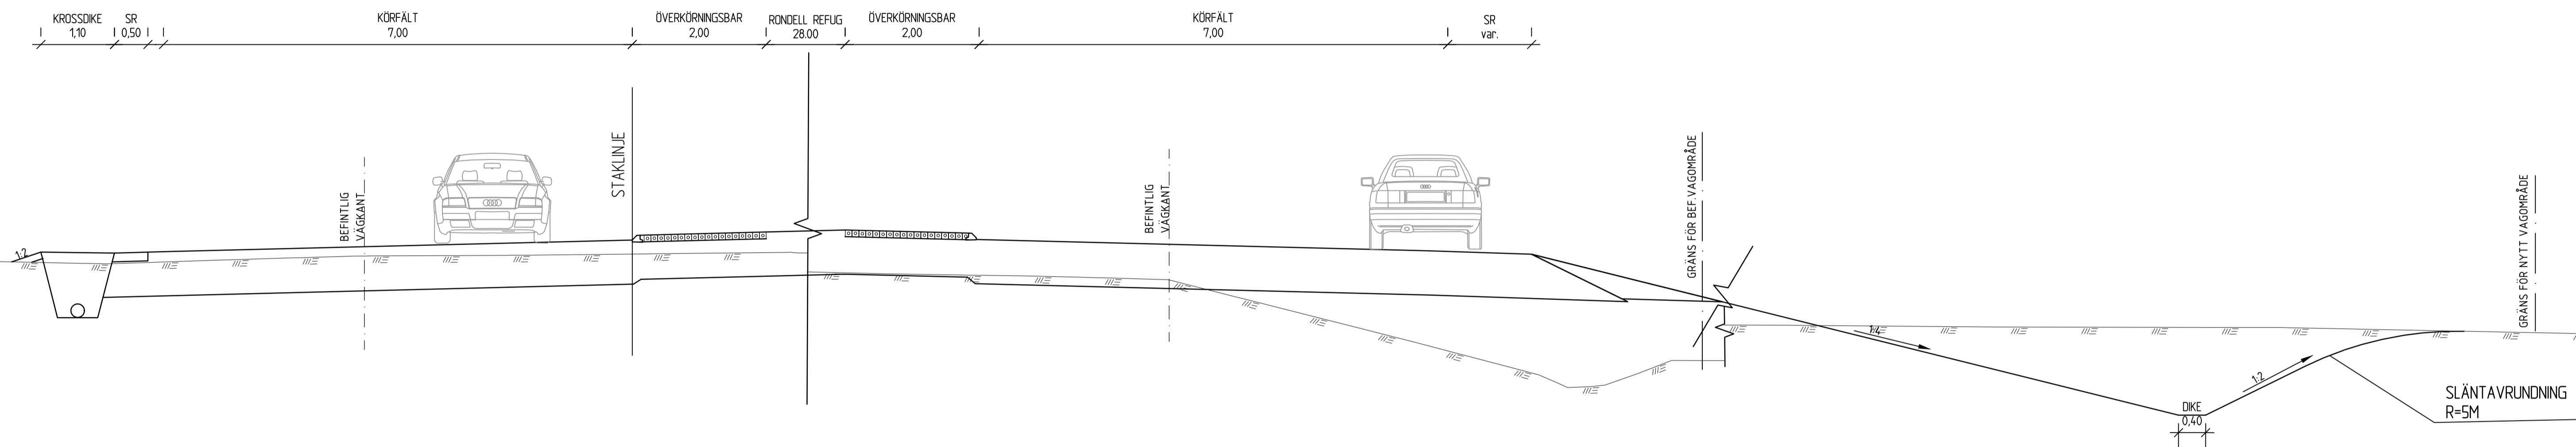 KROSSDIKE
1,10
SR
0,50
KÖRFÄLT
7,00
ÖVERKÖRNINGSBAR
2,00
RONDELL REFUG
28.00
ÖVERKÖRNINGSBAR
2,00
KÖRFÄLT
7,00
SR
var.
1:2
BEFINTLIG
VÄGKANT
STAKLINJE
BEFINTLIG
VÄGKANT
GRÄNS FÖR BEF.VAGOMRÅDE
1:4
DIKE
0,40
1:2
SLÄNTAVRUNDNING
R=5M
GRÄNS FÖR NYTT VAGOMRÅDE